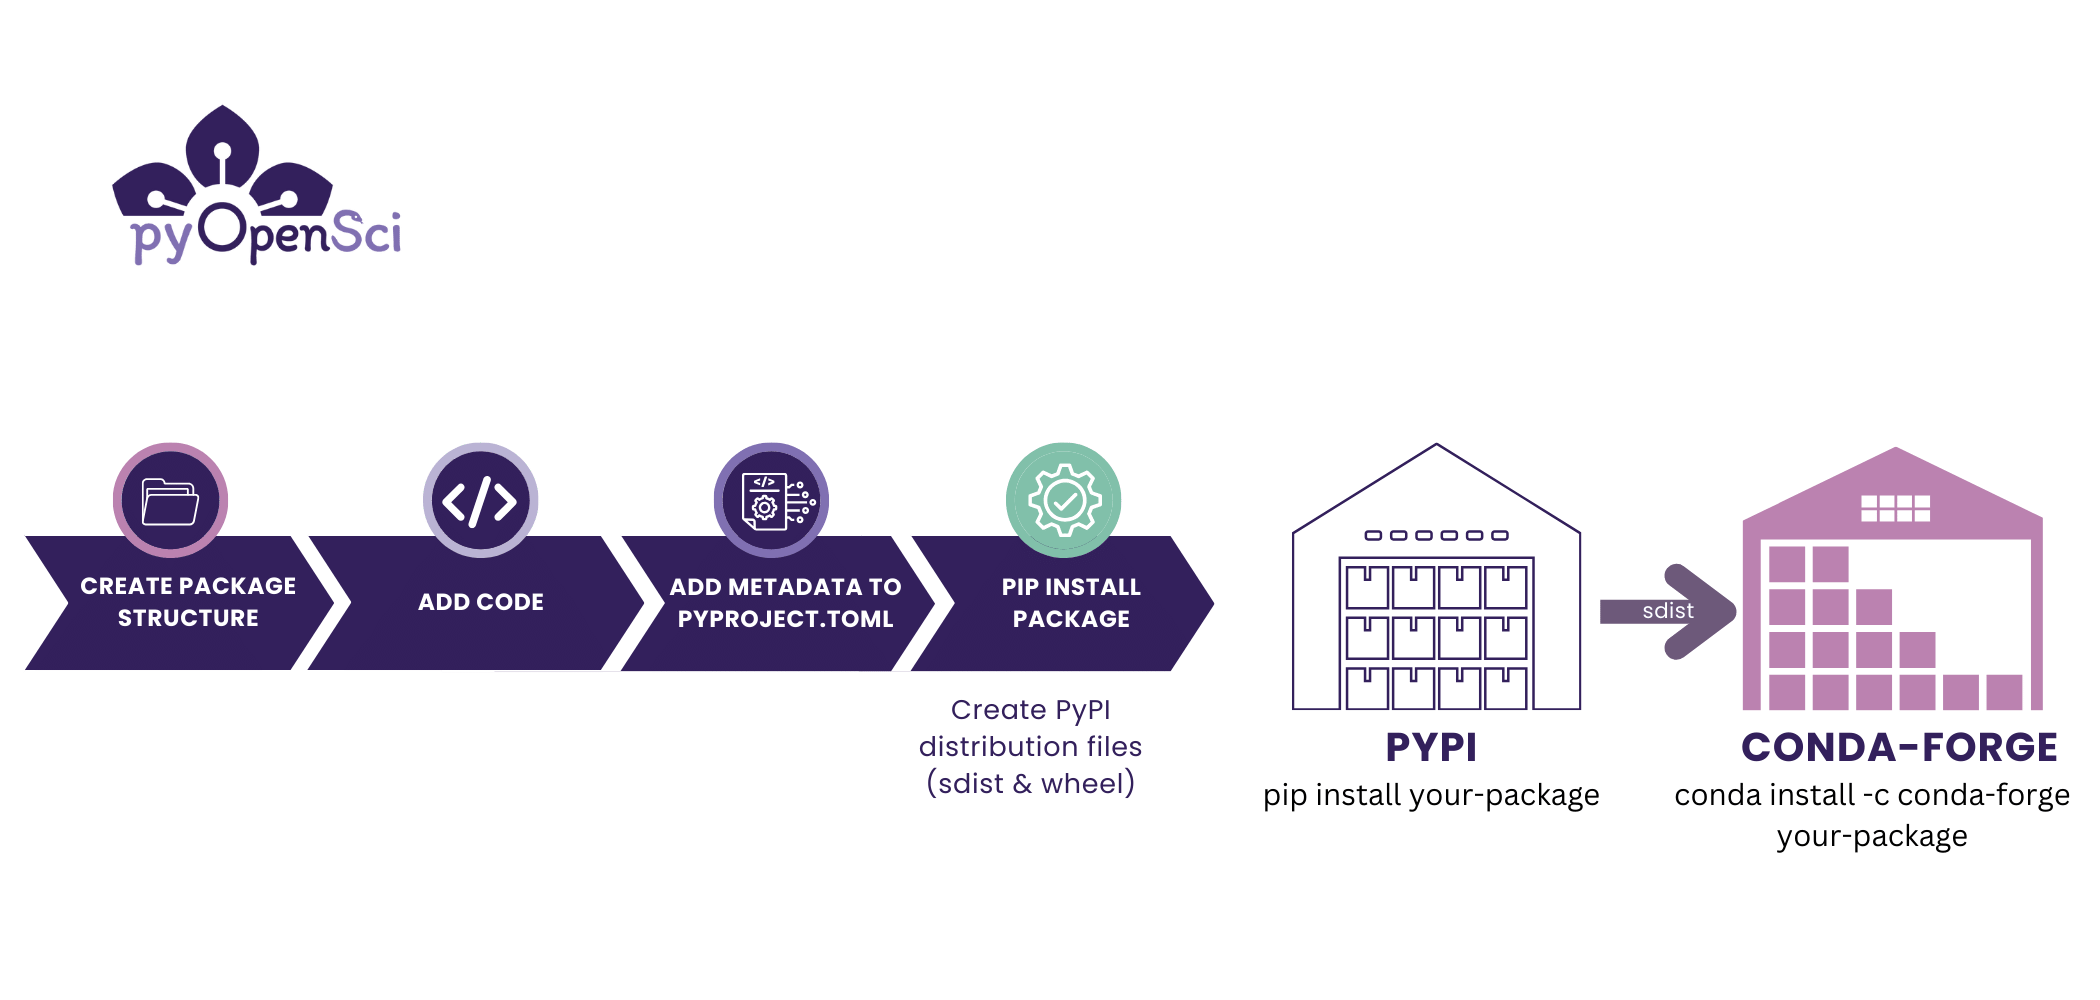 pyOpenSci
CREATE PACKAGE
STRUCTURE
ADD CODE
</>
ADD METADATA TO
PYPROJECT.TOML
</>
PIP INSTALL
PACKAGE
Create PyPI
distribution files
(sdist & wheel)
PYPI
pip install your-package
sdist
CONDA-FORGE
conda install -c conda-forge
your-package